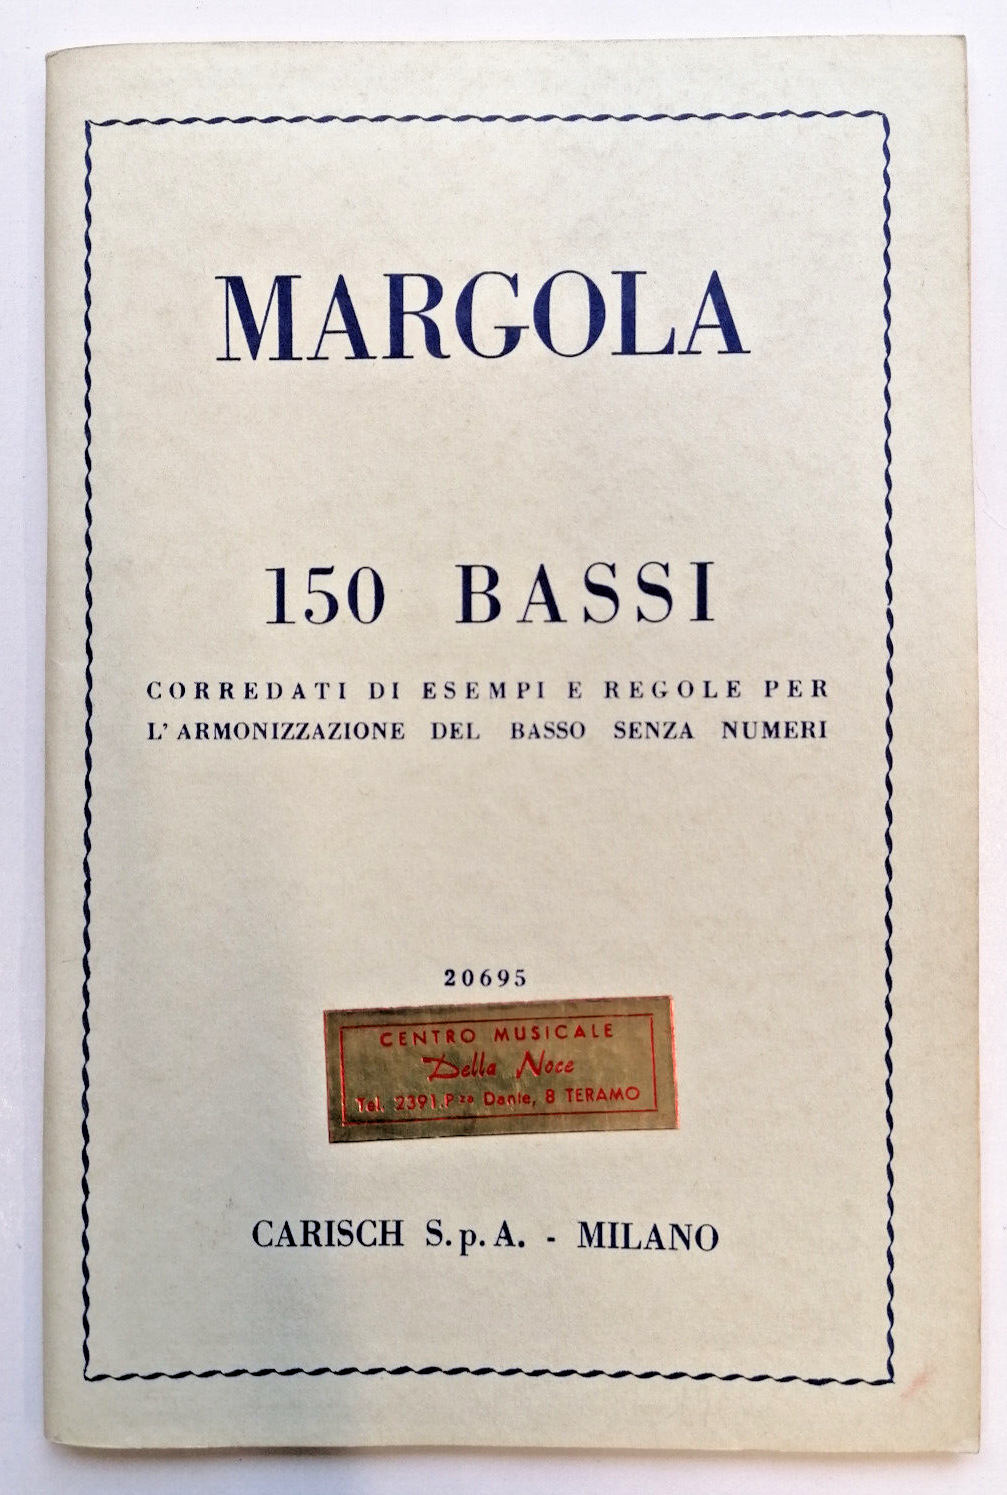 MARGOLA
150 BASSI
CORREDATI DI ESEMPI E REGOLE PER
L'ARMONIZZAZIONE DEL BASSO SENZA NUMERI
20695
CENTRO MUSICALE
Della Noce
Tel. 2391.Pza Dante, 8 TERAMO
CARISCH S.p.A. - MILANO